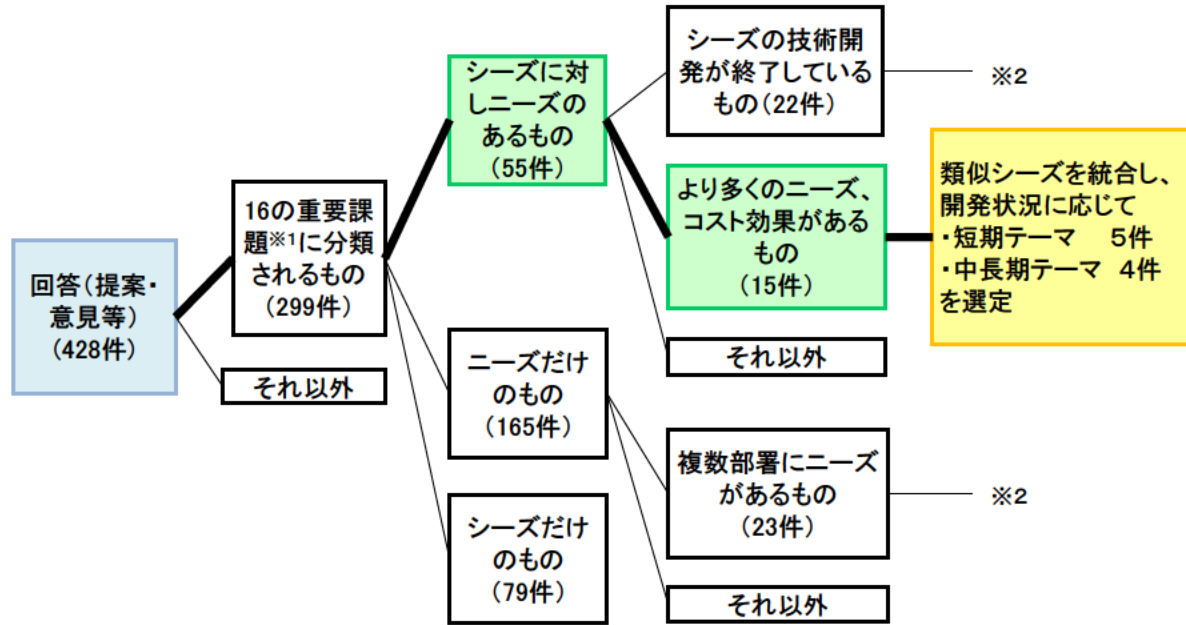 回答（提案・
意見等）
（428件）
16の重要課
題※1に分類
されるもの
（299件）
それ以外
シーズに対
しニーズの
あるもの
（55件）
ニーズだけ
のもの
（165件）
シーズだけ
のもの
（79件）
シーズの技術開
発が終了している
もの（22件）
※2
より多くのニーズ、
コスト効果がある
もの
（15件）
それ以外
複数部署にニーズ
があるもの
（23件）
※2
それ以外
類似シーズを統合し、
開発状況に応じて
・短期テーマ　５件
・中長期テーマ ４件
を選定